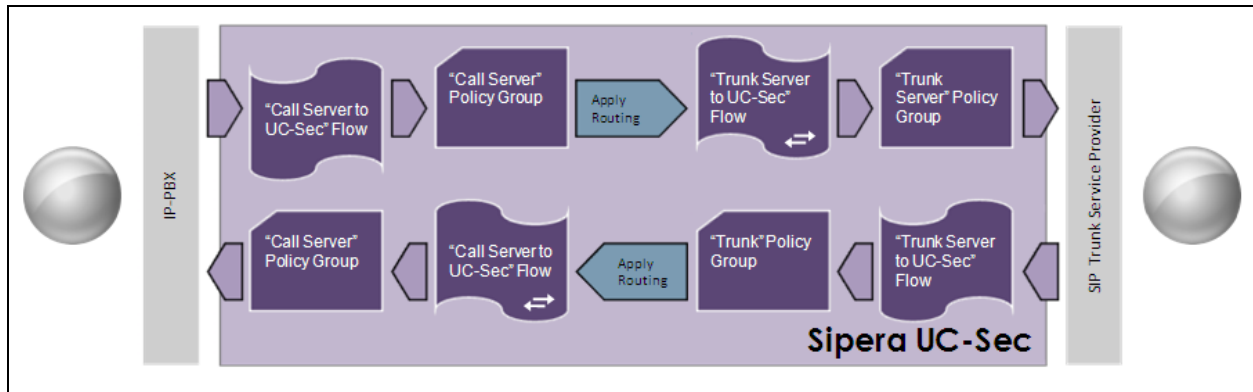 IP-PBX
"Call Server to
UC-Sec" Flow
"Call Server"
Policy Group
Apply
Routing
"Trunk Server
to UC-Sec"
Flow
"Trunk
Server" Policy
Group
SIP Trunk Service Provider
"Call Server"
Policy Group
"Call Server to
UC-Sec" Flow
Apply
Routing
"Trunk" Policy
Group
"Trunk Server
to UC-Sec"
Flow
Sipera UC-Sec